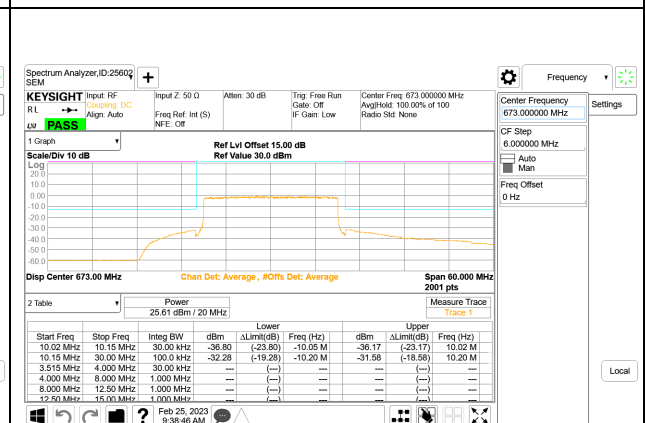 Spectrum Analyzer,ID:25602
SEM
Frequency
KEYSIGHT Input: RF Input Z: 50 Ω Atten: 30 dB Trig: Free Run Center Freq: 673.000000 MHz
R L Coupling: DC Gate: Off Avg|Hold: 100.00% of 100
Align: Auto Freq Ref: Int (S) IF Gain: Low Radio Std: None
LXI PASS NFE: Off
Center Frequency
673.000000 MHz
Settings
CF Step
6.000000 MHz
Auto
Man
Freq Offset
0 Hz
1 Graph Ref Lvl Offset 15.00 dB
Scale/Div 10 dB Ref Value 30.0 dBm
Log
20.0
10.0
0.00
-10.0
-20.0
-30.0
-40.0
-50.0
-60.0
Disp Center 673.00 MHz Chan Det: Average , #Offs Det: Average Span 60.000 MHz
2001 pts
2 Table Power Measure Trace
25.61 dBm / 20 MHz Trace 1
Lower Upper
Start Freq Stop Freq Integ BW dBm ΔLimit(dB) Freq (Hz) dBm ΔLimit(dB) Freq (Hz)
10.02 MHz 10.15 MHz 30.00 kHz -36.80 (-23.80) -10.05 M -36.17 (-23.17) 10.02 M
10.15 MHz 30.00 MHz 100.0 kHz -32.28 (-19.28) -10.20 M -31.58 (-18.58) 10.20 M
3.515 MHz 4.000 MHz 30.00 kHz --- (---) --- --- (---) ---
4.000 MHz 8.000 MHz 1.000 MHz --- (---) --- --- (---) ---
8.000 MHz 12.50 MHz 1.000 MHz --- (---) --- --- (---) ---
12.50 MHz 15.00 MHz 1.000 MHz --- (---) --- --- (---) ---
Local
? Feb 25, 2023
9:38:46 AM